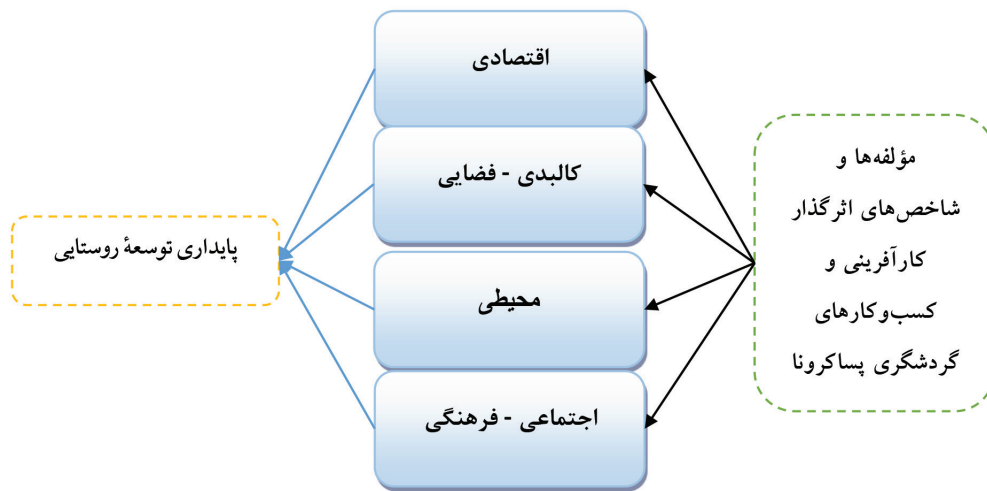 مؤلفه‌ها و
شاخص‌های اثرگذار
کارآفرینی و
کسب‌وکارهای
گردشگری پساکرونا
اقتصادی
کالبدی - فضایی
محیطی
اجتماعی - فرهنگی
پایداری توسعهٔ روستایی